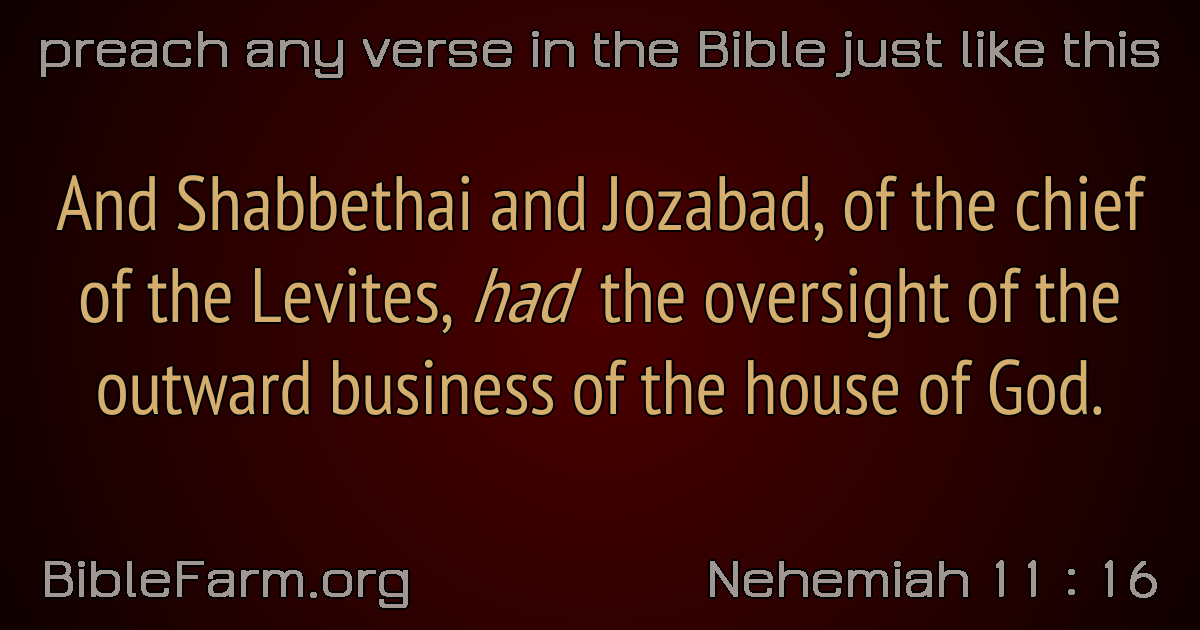 preach any verse in the Bible just like this
And Shabbethai and Jozabad, of the chief
of the Levites, had the oversight of the
outward business of the house of God.
BibleFarm.org
Nehemiah 11 : 16